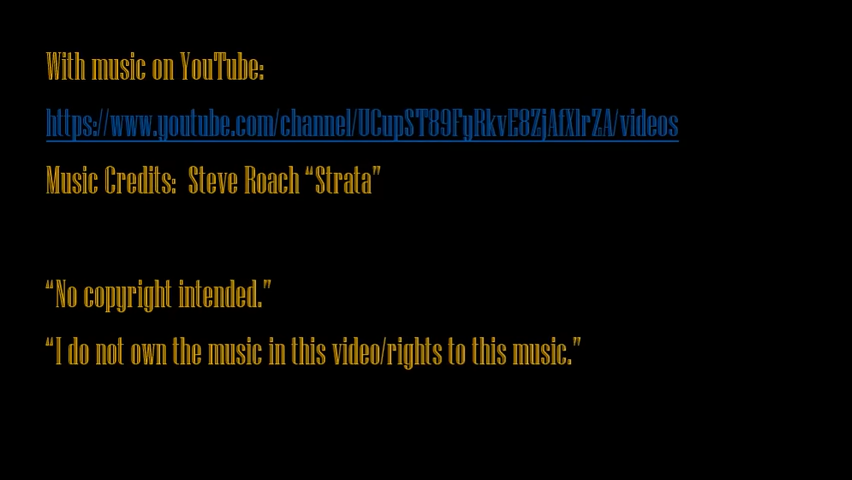 With music on YouTube:
https://www.youtube.com/channel/UCupST89FyRkvE8ZjAfXlrZA/videos
Music Credits:  Steve Roach “Strata”
“No copyright intended.”
“I do not own the music in this video/rights to this music.”